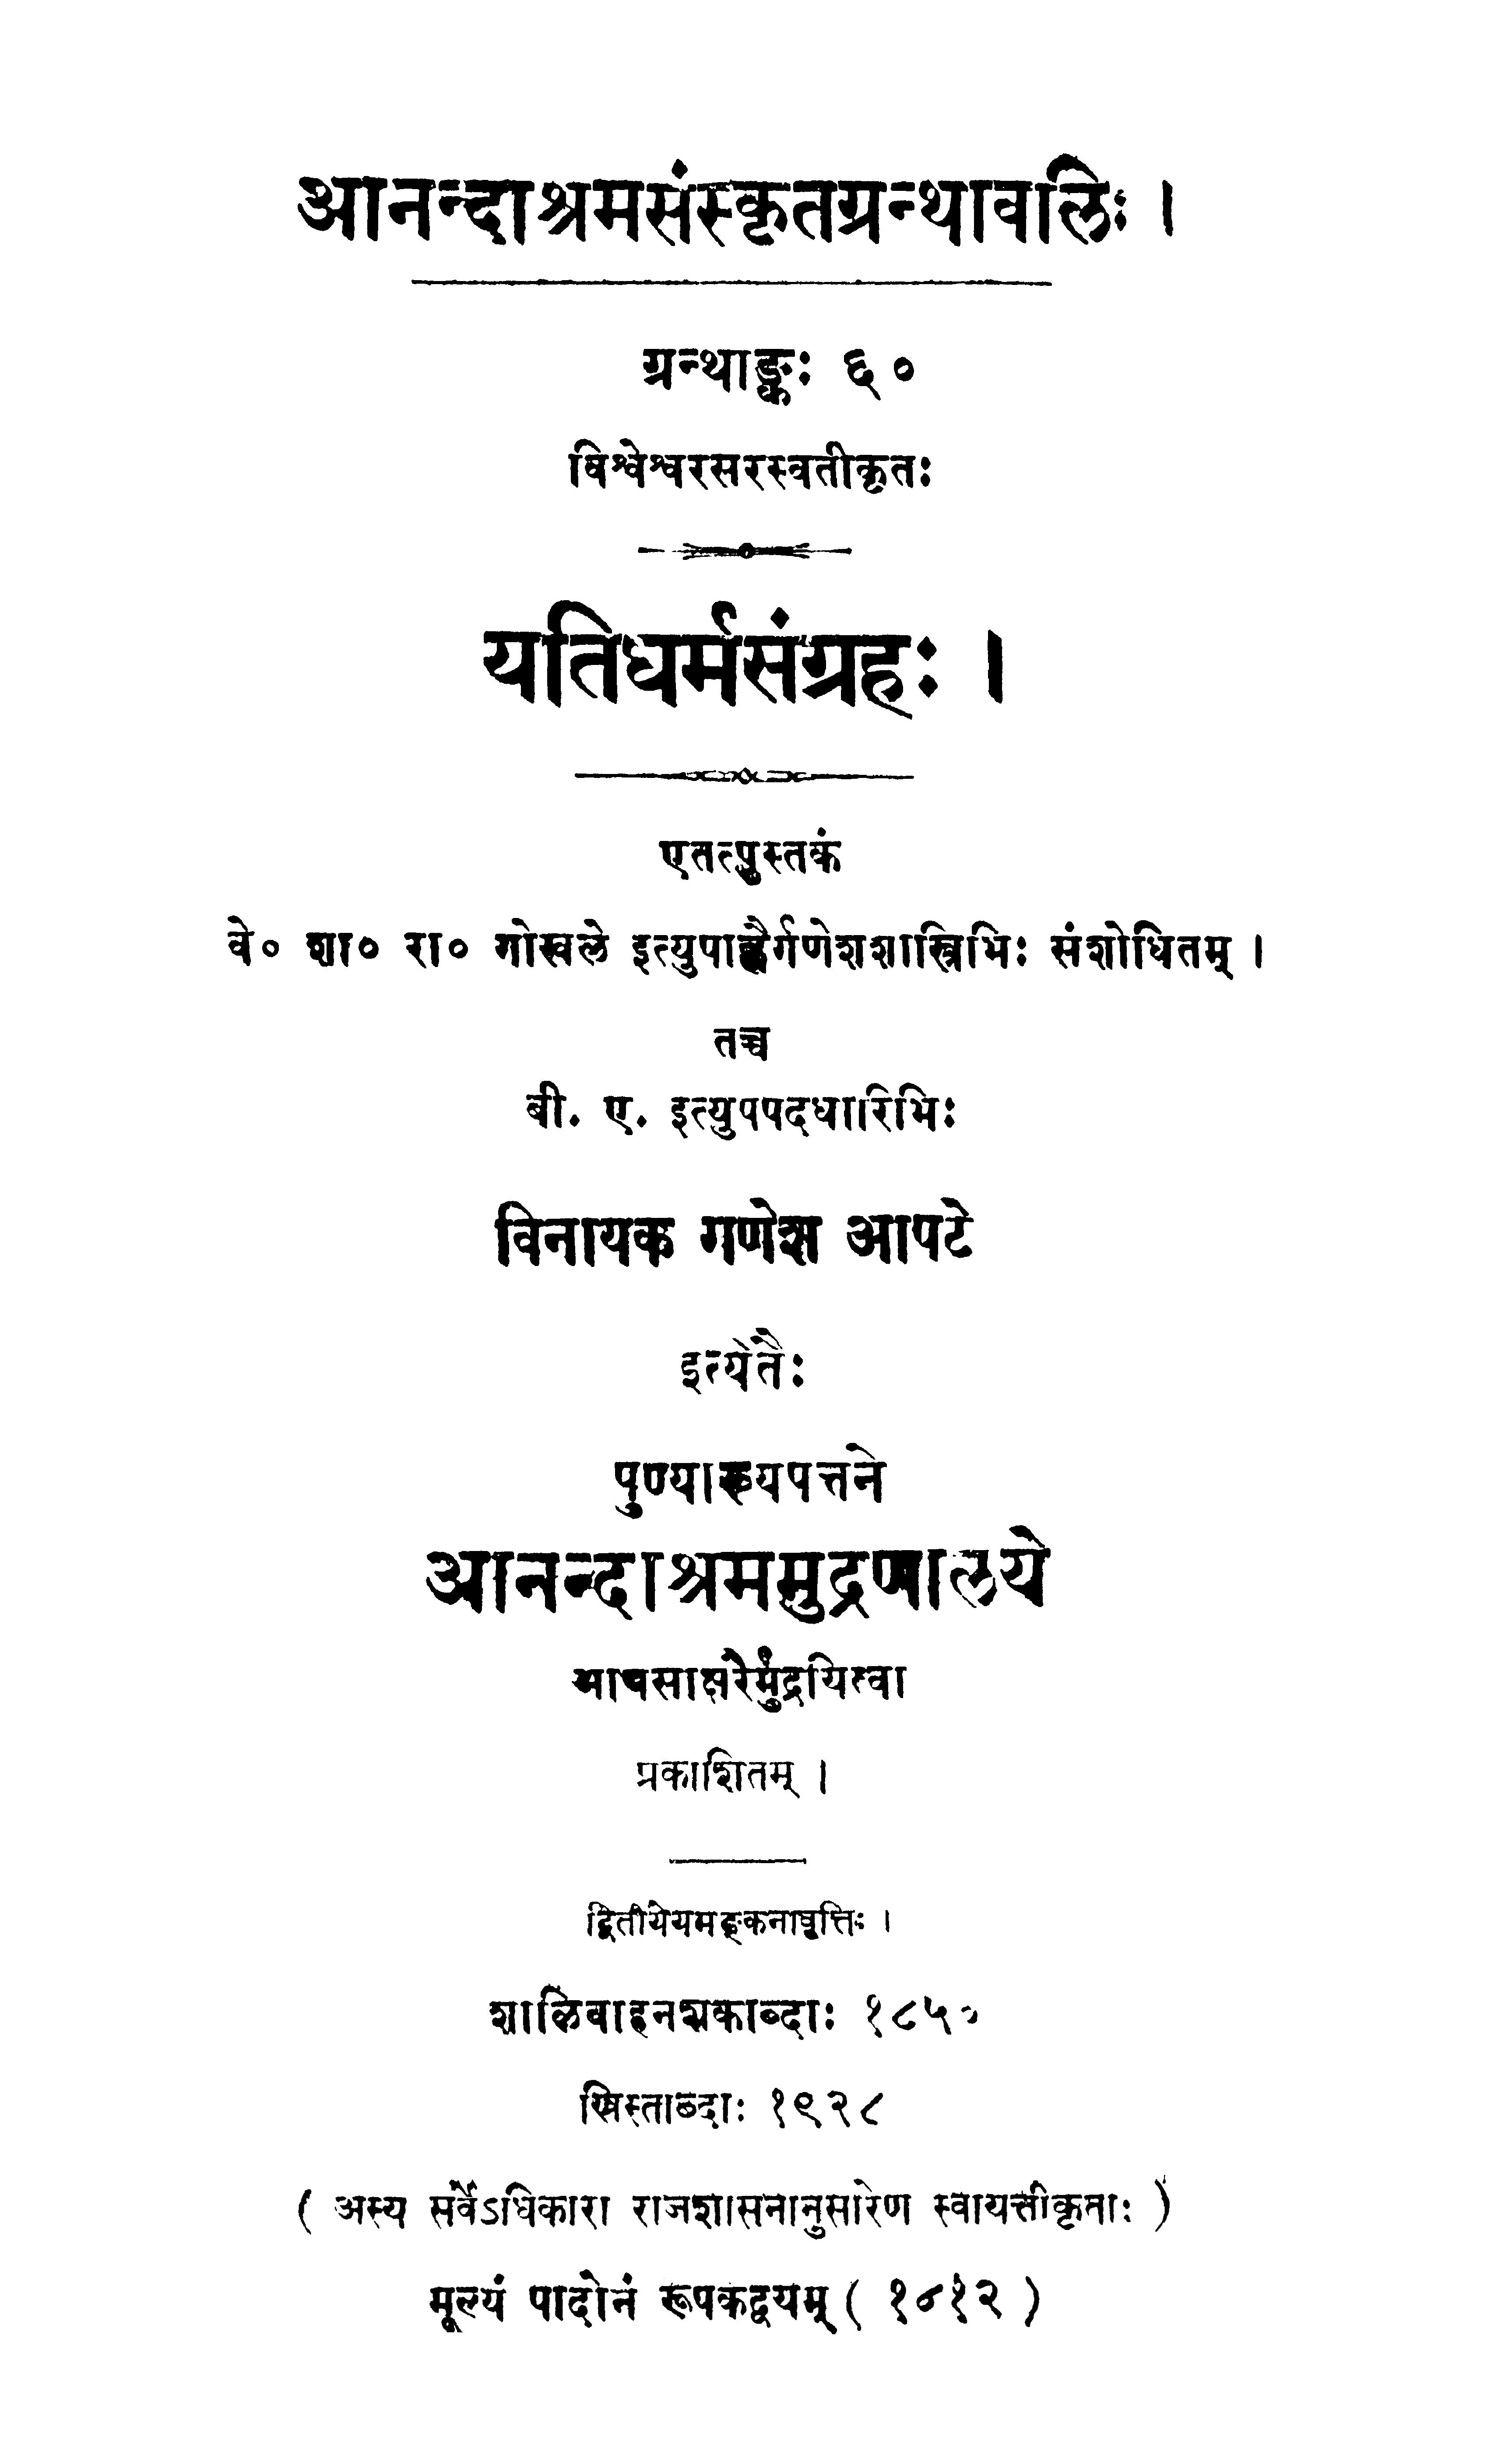 आनन्दाश्रमसंस्कृतग्रन्थावलिः ।
ग्रन्थाङ्कः ६०
विश्वेश्वरसरस्वतीकृतः
यतिधर्मसंग्रहः ।
एतत्पुस्तकं
वे० शा० रा० गोखले इत्युपाह्वैर्गणेशशास्त्रिभिः संशोधितम् ।
तच्च
बी. ए. इत्युपपदधारिभिः
विनायक गणेश आपटे
इत्येतैः
पुण्याख्यपत्तने
आनन्दाश्रममुद्रणालये
आयसाक्षरैर्मुद्रयित्वा
प्रकाशितम् ।
द्वितीयेयमङ्कनावृत्तिः ।
शालिवाहनशकाब्दाः १८५०
ख्रिस्ताब्दाः १९२८
( अस्य सर्वेऽधिकारा राजशासनानुसारेण स्वायत्तीकृताः )
मूल्यं पादोनं रूपकद्वयम् ( १८१२ )